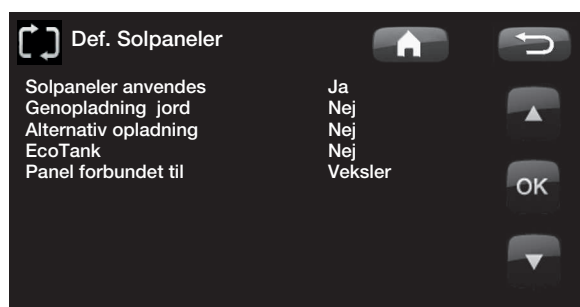 Def. Solpaneler
Solpaneler anvendes Ja
Genopladning jord Nej
Alternativ opladning Nej
EcoTank Nej
Panel forbundet til Veksler
OK